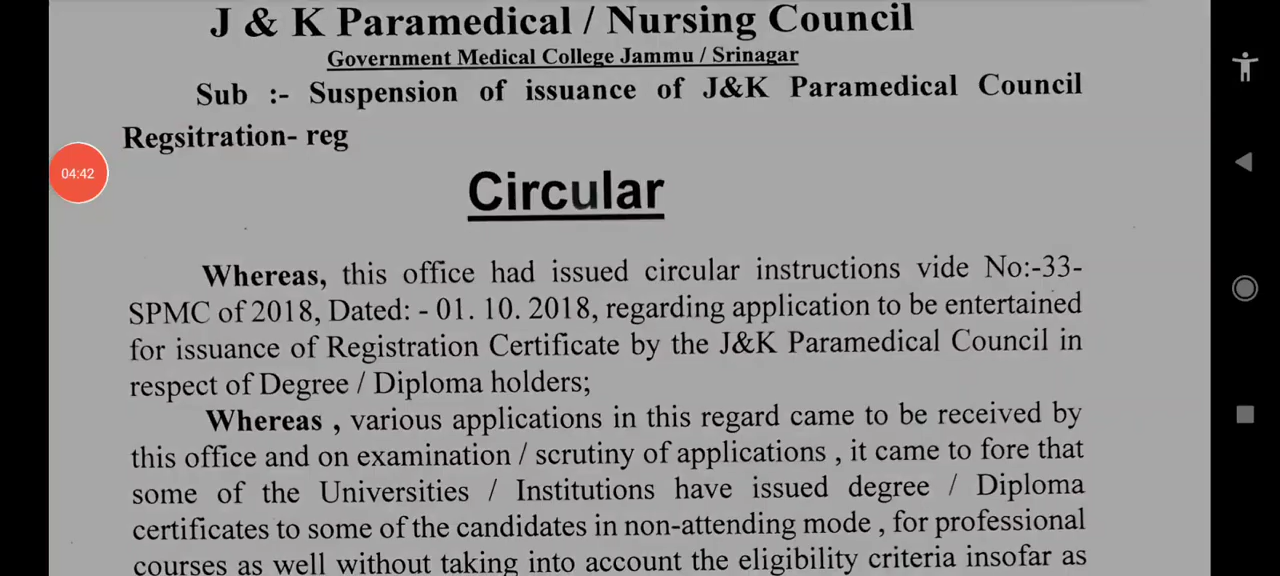 J & K Paramedical / Nursing Council
Government Medical College Jammu / Srinagar
Sub :- Suspension of issuance of J&K Paramedical Council
Regsitration- reg
04:42
Circular
Whereas, this office had issued circular instructions vide No:-33-
SPMC of 2018, Dated: - 01. 10. 2018, regarding application to be entertained
for issuance of Registration Certificate by the J&K Paramedical Council in
respect of Degree / Diploma holders;
Whereas , various applications in this regard came to be received by
this office and on examination / scrutiny of applications , it came to fore that
some of the Universities / Institutions have issued degree / Diploma
certificates to some of the candidates in non-attending mode , for professional
courses as well without taking into account the eligibility criteria insofar as